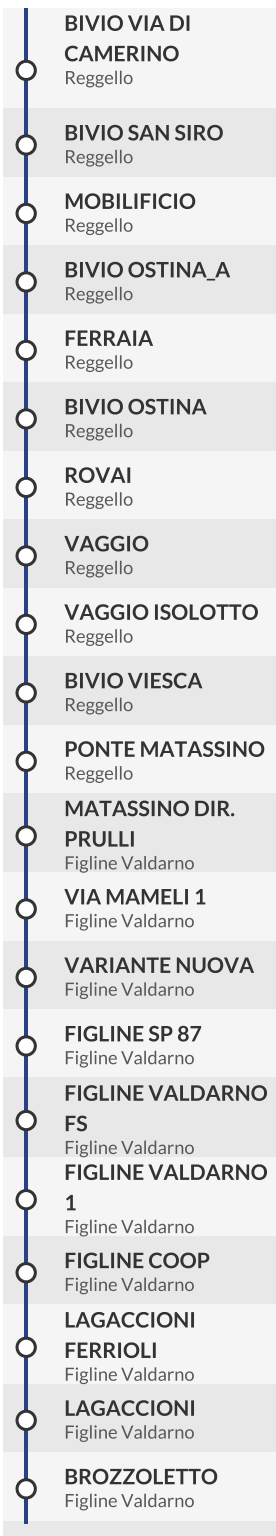 BIVIO VIA DI
CAMERINO
Reggello
BIVIO SAN SIRO
Reggello
MOBILIFICIO
Reggello
BIVIO OSTINA_A
Reggello
FERRAIA
Reggello
BIVIO OSTINA
Reggello
ROVAI
Reggello
VAGGIO
Reggello
VAGGIO ISOLOTTO
Reggello
BIVIO VIESCA
Reggello
PONTE MATASSINO
Reggello
MATASSINO DIR.
PRULLI
Figline Valdarno
VIA MAMELI 1
Figline Valdarno
VARIANTE NUOVA
Figline Valdarno
FIGLINE SP 87
Figline Valdarno
FIGLINE VALDARNO
FS
Figline Valdarno
FIGLINE VALDARNO
1
Figline Valdarno
FIGLINE COOP
Figline Valdarno
LAGACCIONI
FERRIOLI
Figline Valdarno
LAGACCIONI
Figline Valdarno
BROZZOLETTO
Figline Valdarno